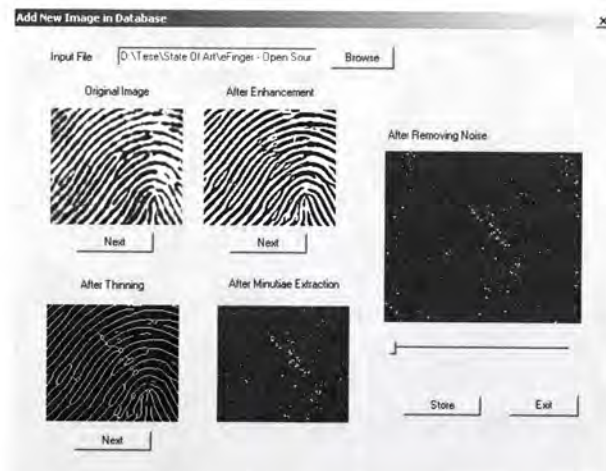 Add New Image in Database
Input File D:\Tese\State Of Art\eFinger - Open Sour Browse
Original Image After Enhancement
After Removing Noise
Next Next
After Thinning After Minutiae Extraction
Store Exit
Next